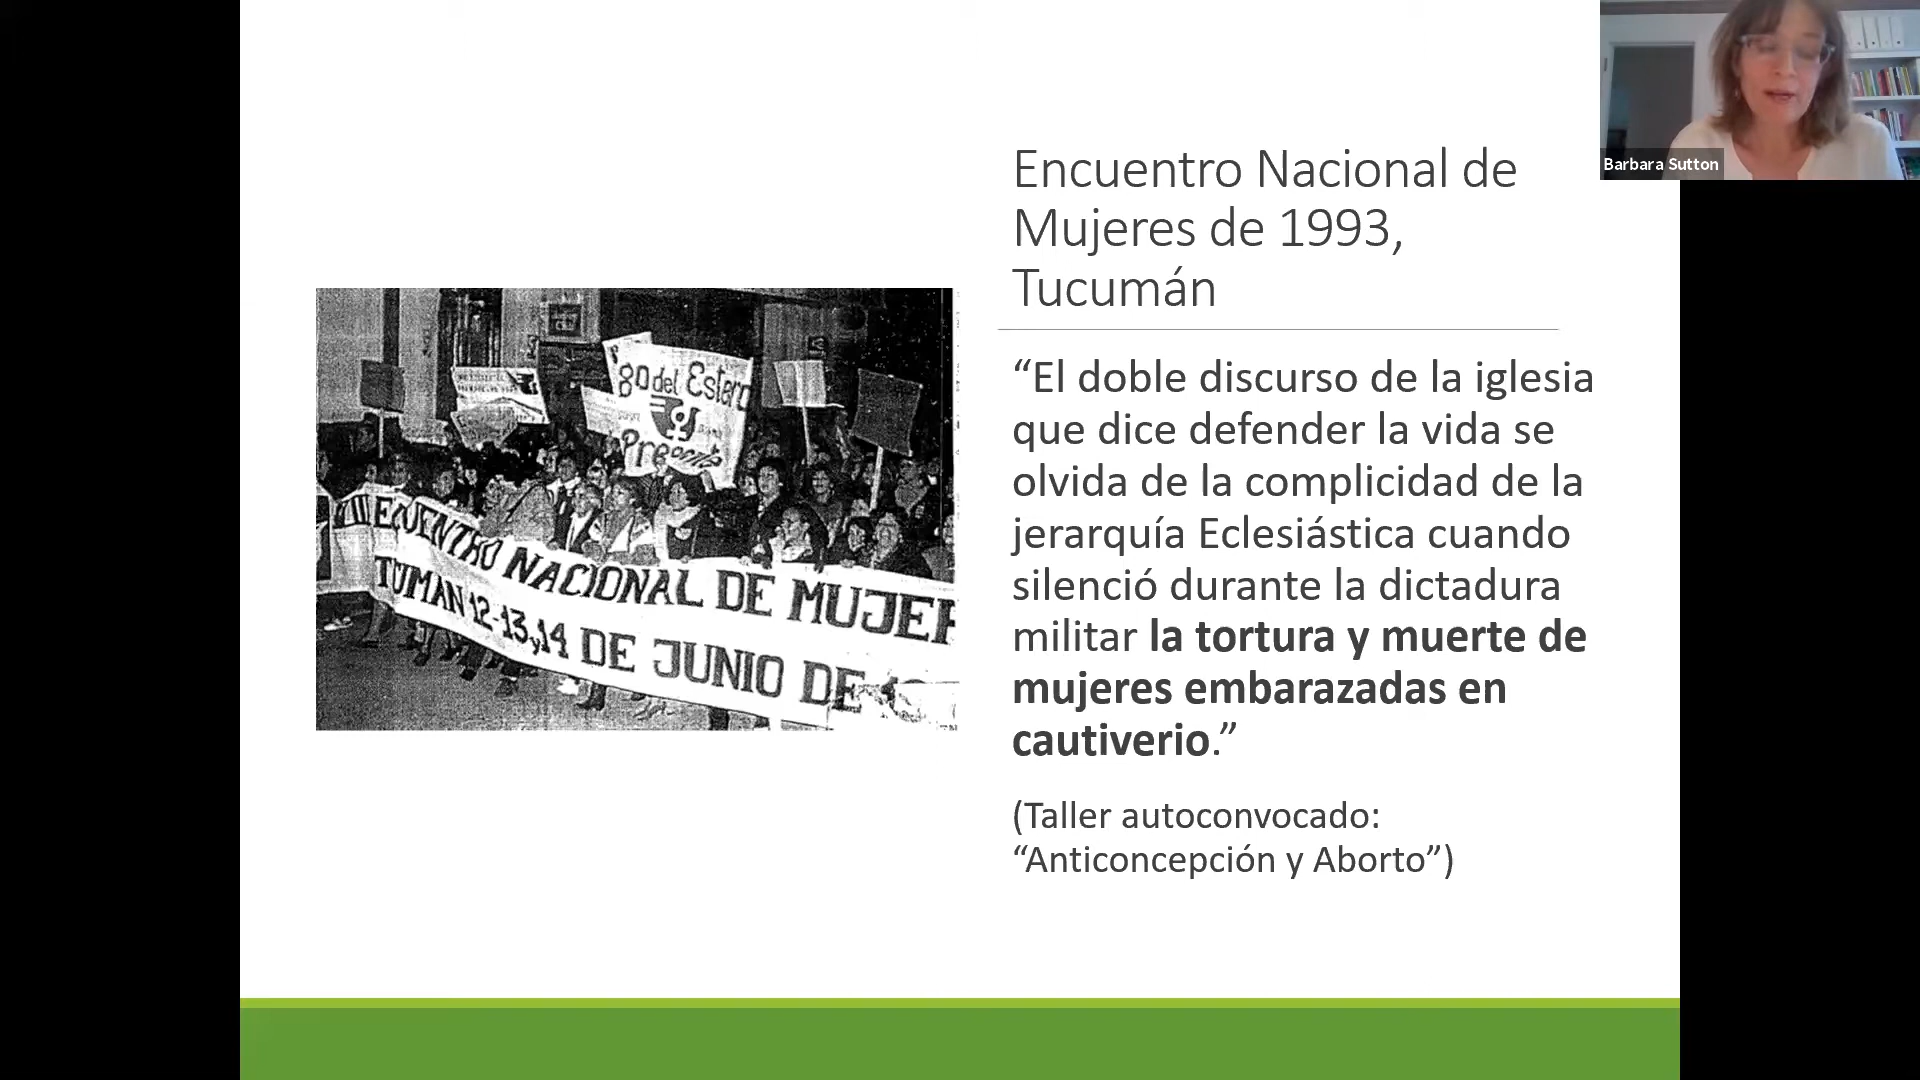 Barbara Sutton
Encuentro Nacional de
Mujeres de 1993,
Tucumán
“El doble discurso de la iglesia
que dice defender la vida se
olvida de la complicidad de la
jerarquía Eclesiástica cuando
silenció durante la dictadura
militar la tortura y muerte de
mujeres embarazadas en
cautiverio.”
(Taller autoconvocado:
“Anticoncepción y Aborto”)
go del Estero
Presente
VIII ENCUENTRO NACIONAL DE MUJER
TUMAN 12-13 y 14 DE JUNIO DE